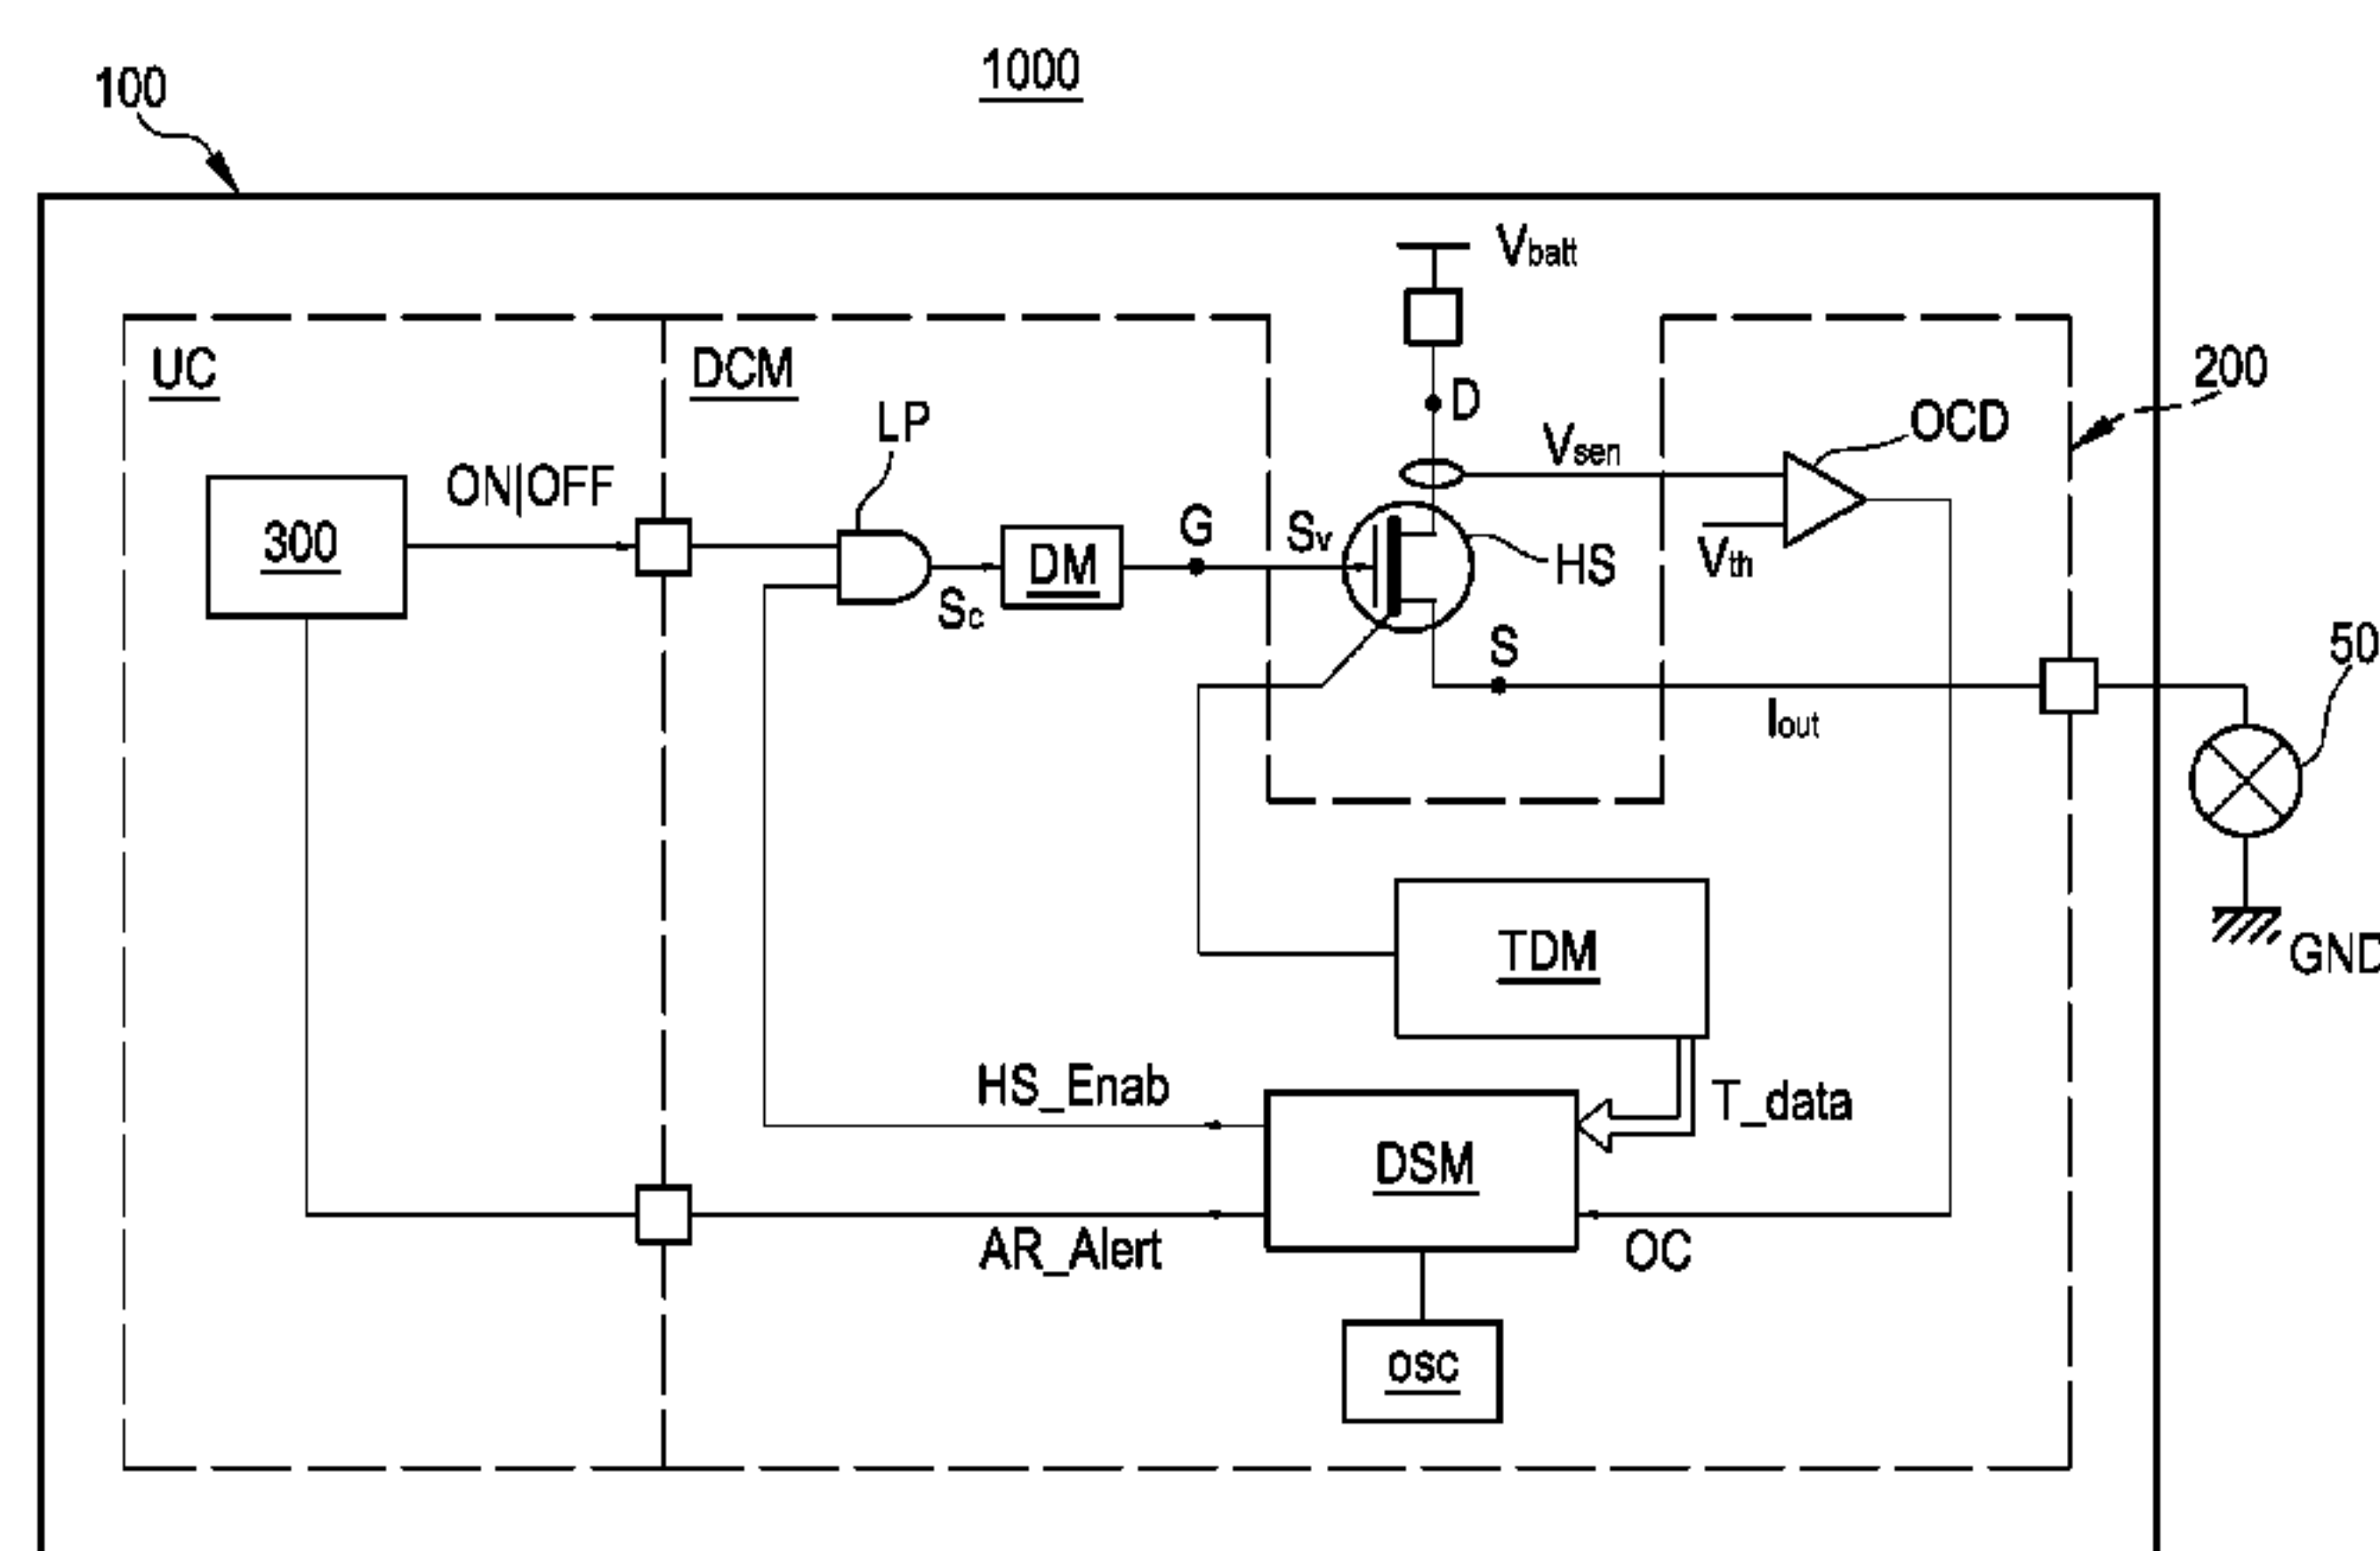 1000
100
Vbatt
UC
DCM
200
LP
D
OCD
Vsen
ON|OFF
300
G
Sv
DM
HS
Vth
Sc
S
50
Iout
TDM
GND
HS_Enab
T_data
DSM
AR_Alert
OC
OSC